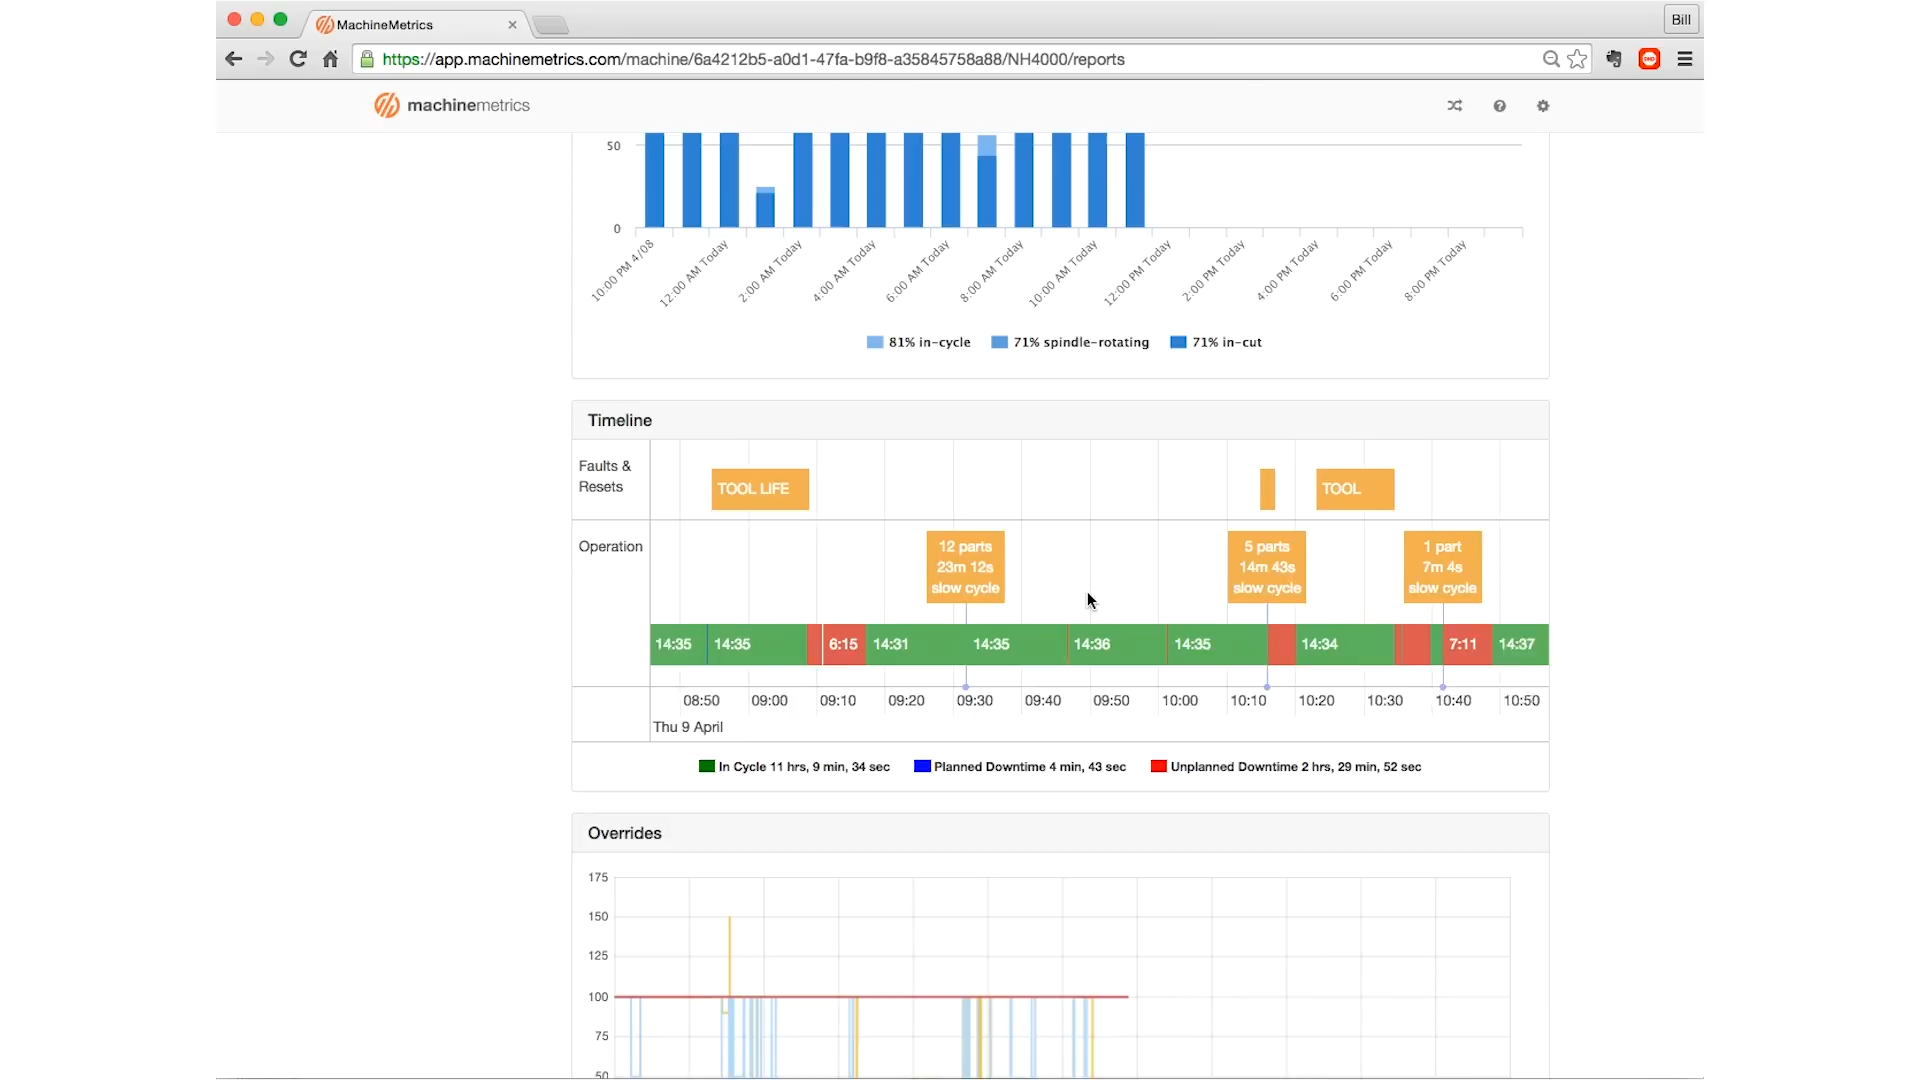 MachineMetrics
Bill
https://app.machinemetrics.com/machine/6a4212b5-a0d1-47fa-b9f8-a35845758a88/NH4000/reports
machinemetrics
50
0
10:00 PM 4/08
12:00 AM Today
2:00 AM Today
4:00 AM Today
6:00 AM Today
8:00 AM Today
10:00 AM Today
12:00 PM Today
2:00 PM Today
4:00 PM Today
6:00 PM Today
8:00 PM Today
81% in-cycle 71% spindle-rotating 71% in-cut
Timeline
Faults &
Resets
TOOL LIFE
TOOL
Operation
12 parts
23m 12s
slow cycle
5 parts
14m 43s
slow cycle
1 part
7m 4s
slow cycle
14:35 14:35 6:15 14:31 14:35 14:36 14:35 14:34 7:11 14:37
08:50 09:00 09:10 09:20 09:30 09:40 09:50 10:00 10:10 10:20 10:30 10:40 10:50
Thu 9 April
In Cycle 11 hrs, 9 min, 34 sec Planned Downtime 4 min, 43 sec Unplanned Downtime 2 hrs, 29 min, 52 sec
Overrides
175
150
125
100
75
50